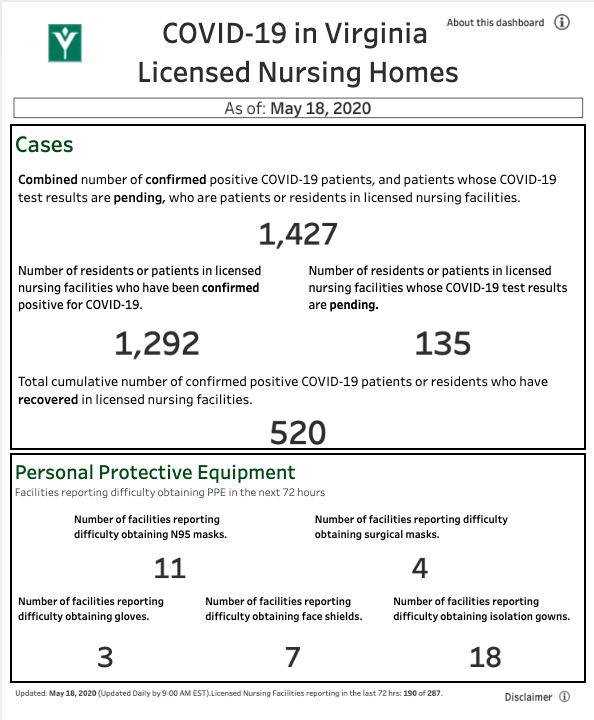 COVID-19 in Virginia
Licensed Nursing Homes
About this dashboard
As of: May 18, 2020
Cases
Combined number of confirmed positive COVID-19 patients, and patients whose COVID-19
test results are pending, who are patients or residents in licensed nursing facilities.
1,427
Number of residents or patients in licensed
nursing facilities who have been confirmed
positive for COVID-19.
1,292
Number of residents or patients in licensed
nursing facilities whose COVID-19 test results
are pending.
135
Total cumulative number of confirmed positive COVID-19 patients or residents who have
recovered in licensed nursing facilities.
520
Personal Protective Equipment
Facilities reporting difficulty obtaining PPE in the next 72 hours
Number of facilities reporting
difficulty obtaining N95 masks.
11
Number of facilities reporting difficulty
obtaining surgical masks.
4
Number of facilities reporting
difficulty obtaining gloves.
3
Number of facilities reporting
difficulty obtaining face shields.
7
Number of facilities reporting
difficulty obtaining isolation gowns.
18
Updated: May 18, 2020 (Updated Daily by 9:00 AM EST).Licensed Nursing Facilities reporting in the last 72 hrs: 190 of 287.
Disclaimer